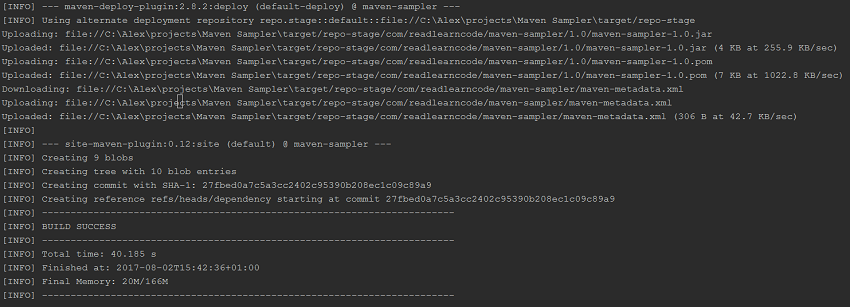 [INFO] --- maven-deploy-plugin:2.8.2:deploy (default-deploy) @ maven-sampler ---
[INFO] Using alternate deployment repository repo.stage::default::file://C:\Alex\projects\Maven Sampler\target/repo-stage
Uploading: file://C:\Alex\projects\Maven Sampler\target/repo-stage/com/readlearncode/maven-sampler/1.0/maven-sampler-1.0.jar
Uploaded: file://C:\Alex\projects\Maven Sampler\target/repo-stage/com/readlearncode/maven-sampler/1.0/maven-sampler-1.0.jar (4 KB at 255.9 KB/sec)
Uploading: file://C:\Alex\projects\Maven Sampler\target/repo-stage/com/readlearncode/maven-sampler/1.0/maven-sampler-1.0.pom
Uploaded: file://C:\Alex\projects\Maven Sampler\target/repo-stage/com/readlearncode/maven-sampler/1.0/maven-sampler-1.0.pom (7 KB at 1022.8 KB/sec)
Downloading: file://C:\Alex\projects\Maven Sampler\target/repo-stage/com/readlearncode/maven-sampler/maven-metadata.xml
Uploading: file://C:\Alex\projects\Maven Sampler\target/repo-stage/com/readlearncode/maven-sampler/maven-metadata.xml
Uploaded: file://C:\Alex\projects\Maven Sampler\target/repo-stage/com/readlearncode/maven-sampler/maven-metadata.xml (306 B at 42.7 KB/sec)
[INFO]
[INFO] --- site-maven-plugin:0.12:site (default) @ maven-sampler ---
[INFO] Creating 9 blobs
[INFO] Creating tree with 10 blob entries
[INFO] Creating commit with SHA-1: 27fbed0a7c5a3cc2402c95390b208ec1c09c89a9
[INFO] Creating reference refs/heads/dependency starting at commit 27fbed0a7c5a3cc2402c95390b208ec1c09c89a9
[INFO] ------------------------------------------------------------------------
[INFO] BUILD SUCCESS
[INFO] ------------------------------------------------------------------------
[INFO] Total time: 40.185 s
[INFO] Finished at: 2017-08-02T15:42:36+01:00
[INFO] Final Memory: 20M/166M
[INFO] ------------------------------------------------------------------------